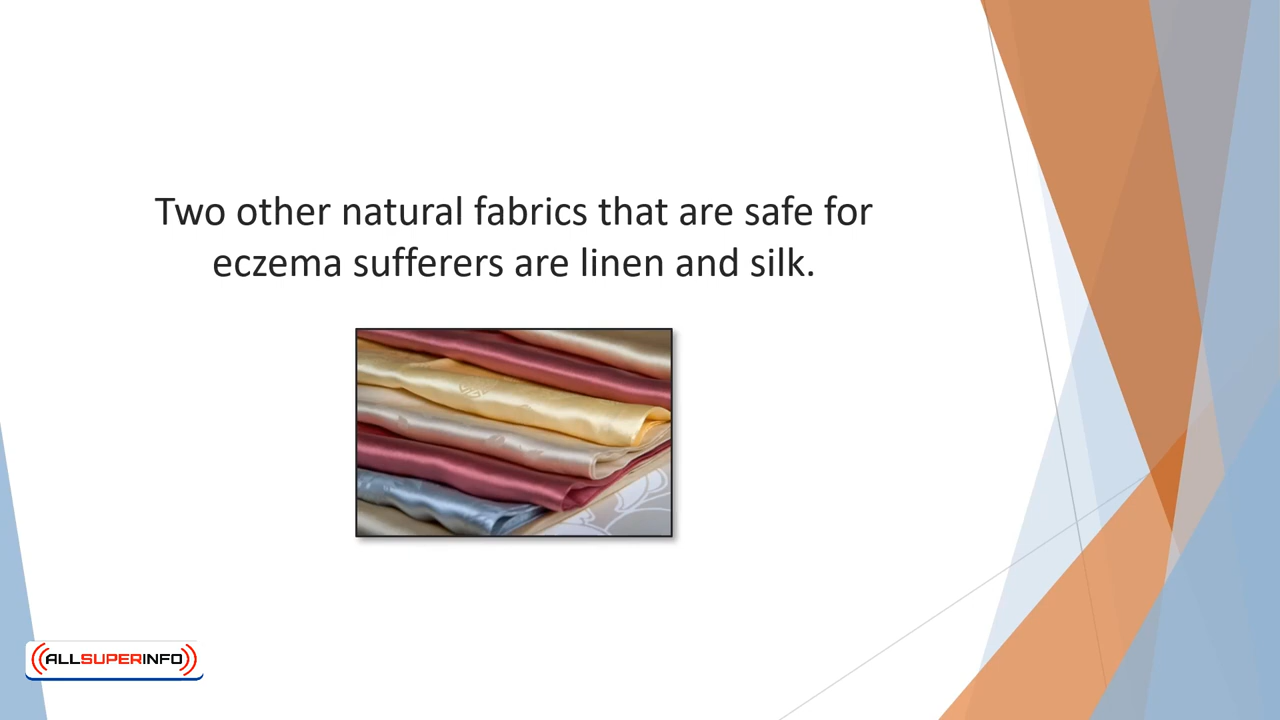 Two other natural fabrics that are safe for
eczema sufferers are linen and silk.
ALLSUPERINFO